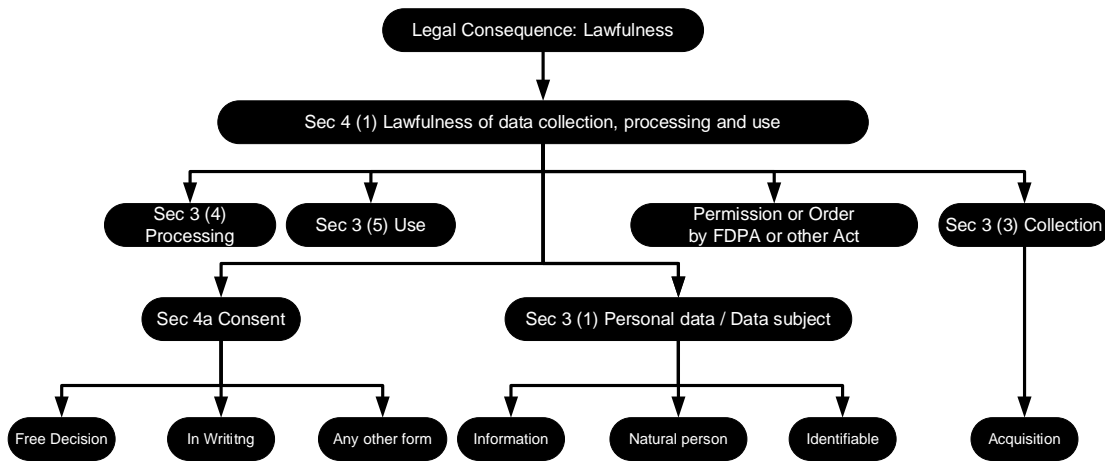 Legal Consequence: Lawfulness
Sec 4 (1) Lawfulness of data collection, processing and use
Sec 3 (4)
Processing
Sec 3 (5) Use
Permission or Order
by FDPA or other Act
Sec 3 (3) Collection
Sec 4a Consent
Sec 3 (1) Personal data / Data subject
Free Decision
In Writitng
Any other form
Information
Natural person
Identifiable
Acquisition